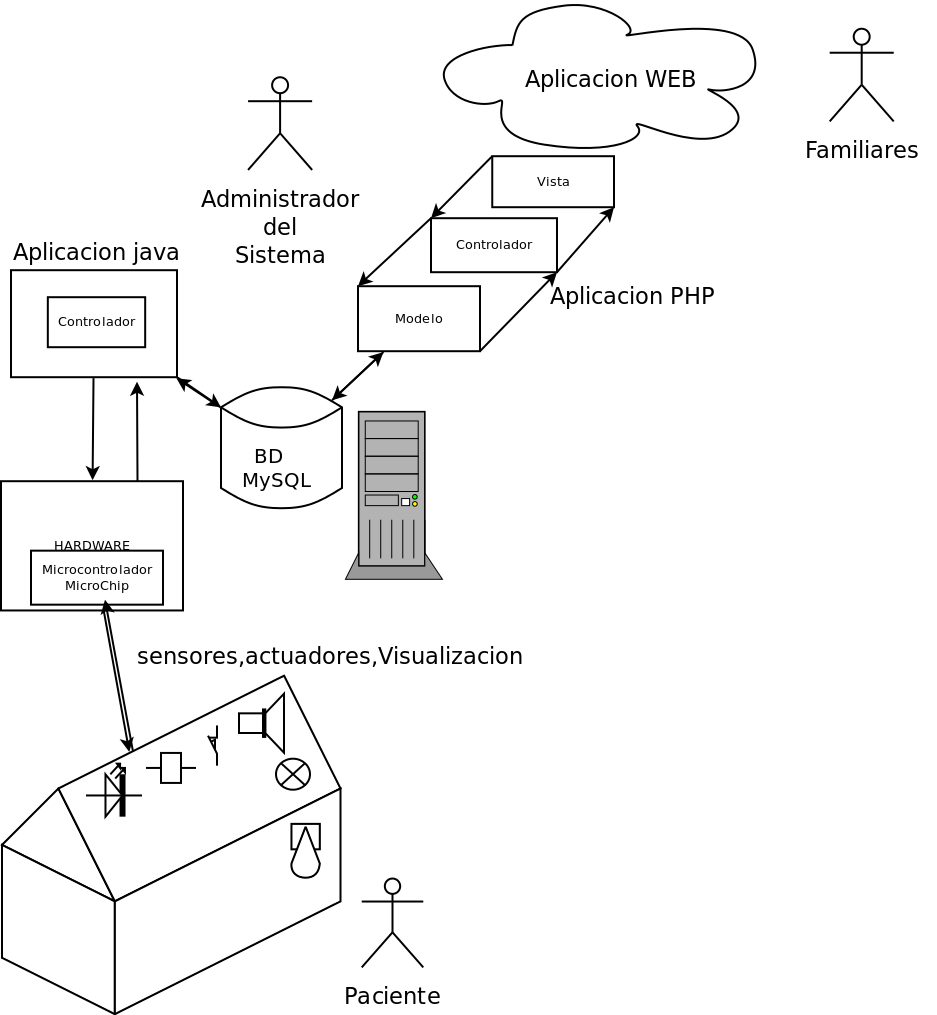 Aplicacion WEB
Familiares
Administrador
del
Sistema
Vista
Controlador
Modelo
Aplicacion PHP
Aplicacion java
Controlador
BD
MySQL
HARDWARE
Microcontrolador
MicroChip
sensores,actuadores,Visualizacion
Paciente